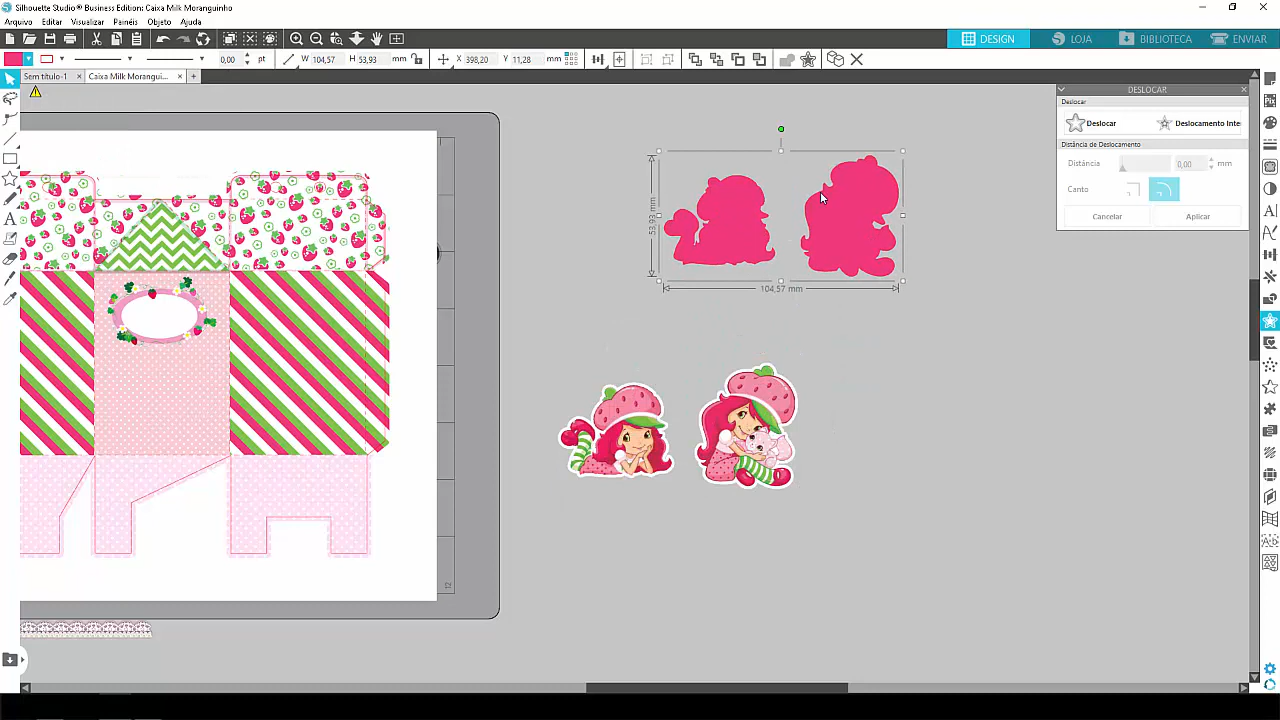 Silhouette Studio® Business Edition: Caixa Milk Moranguinho
Arquivo Editar Visualizar Painéis Objeto Ajuda
DESIGN LOJA BIBLIOTECA ENVIAR
0,00 pt W 104,57 H 53,93 mm X 398,20 Y 11,28 mm
Sem título-1 × Caixa Milk Morangui... × +
DESLOCAR
Deslocar
Deslocar Deslocamento Inte
Distância de Deslocamento
Distância 0,00 mm
Canto
Cancelar Aplicar
53,93 mm
104,57 mm
12